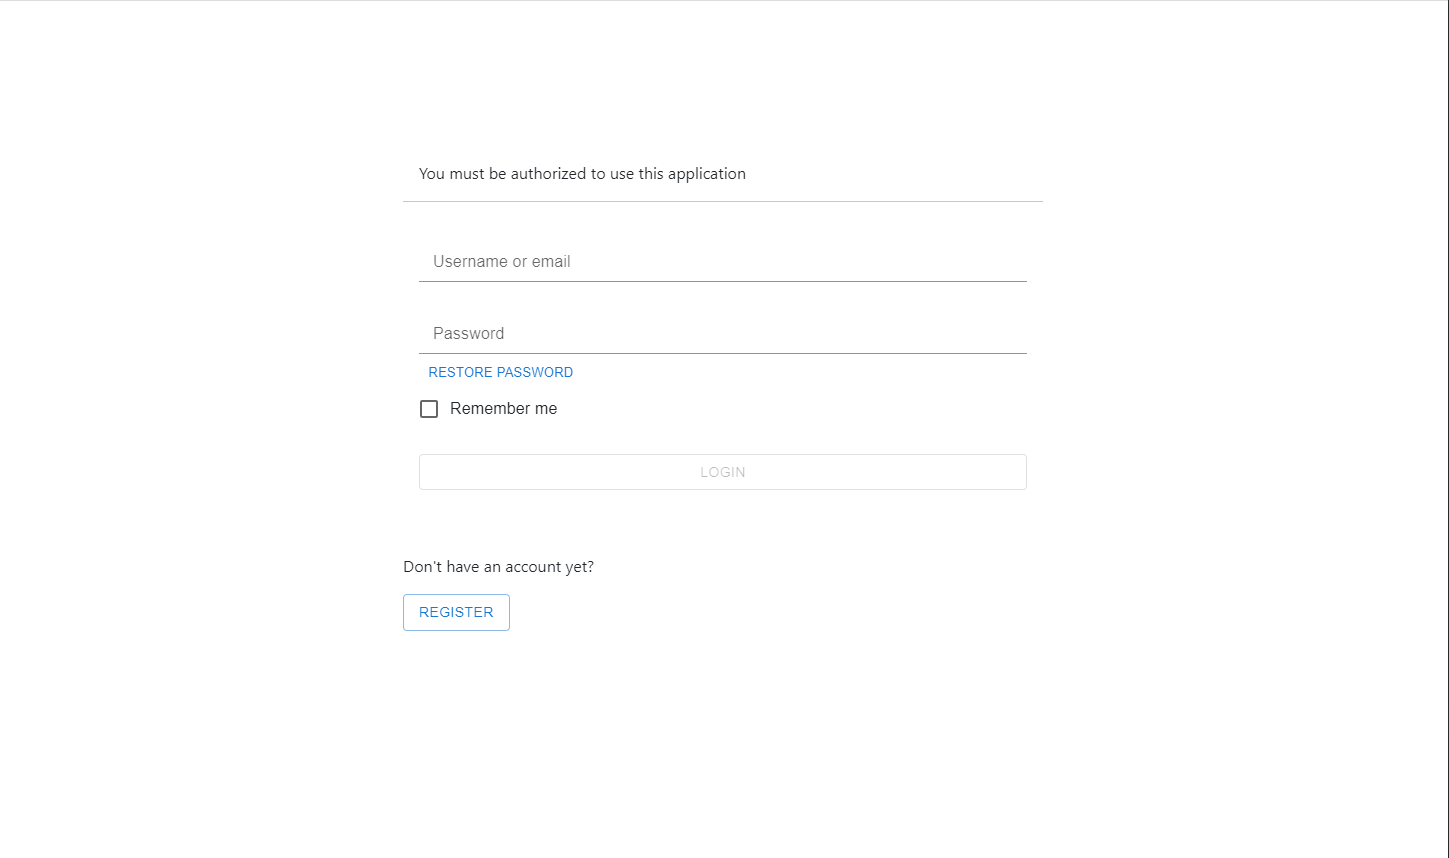 You must be authorized to use this application
Username or email
Password
RESTORE PASSWORD
Remember me
LOGIN
Don't have an account yet?
REGISTER